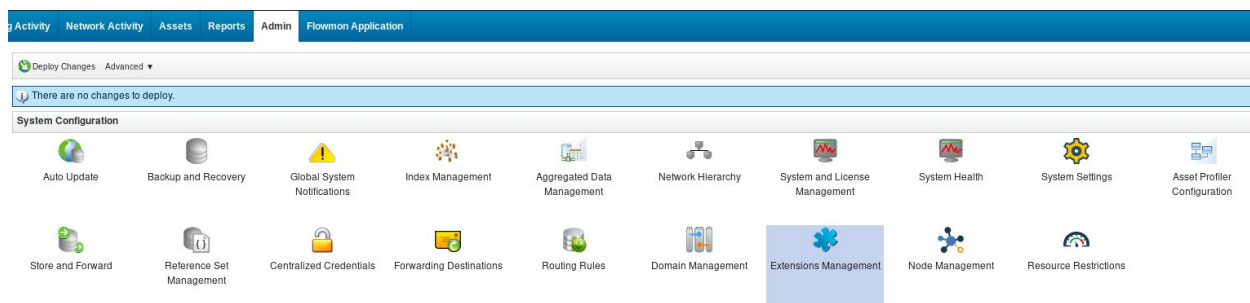 g Activity Network Activity Assets Reports Admin Flowmon Application
Deploy Changes Advanced ▼
There are no changes to deploy.
System Configuration
Auto Update Backup and Recovery Global System Notifications Index Management Aggregated Data Management Network Hierarchy System and License Management System Health System Settings Asset Profiler Configuration
Store and Forward Reference Set Management Centralized Credentials Forwarding Destinations Routing Rules Domain Management Extensions Management Node Management Resource Restrictions